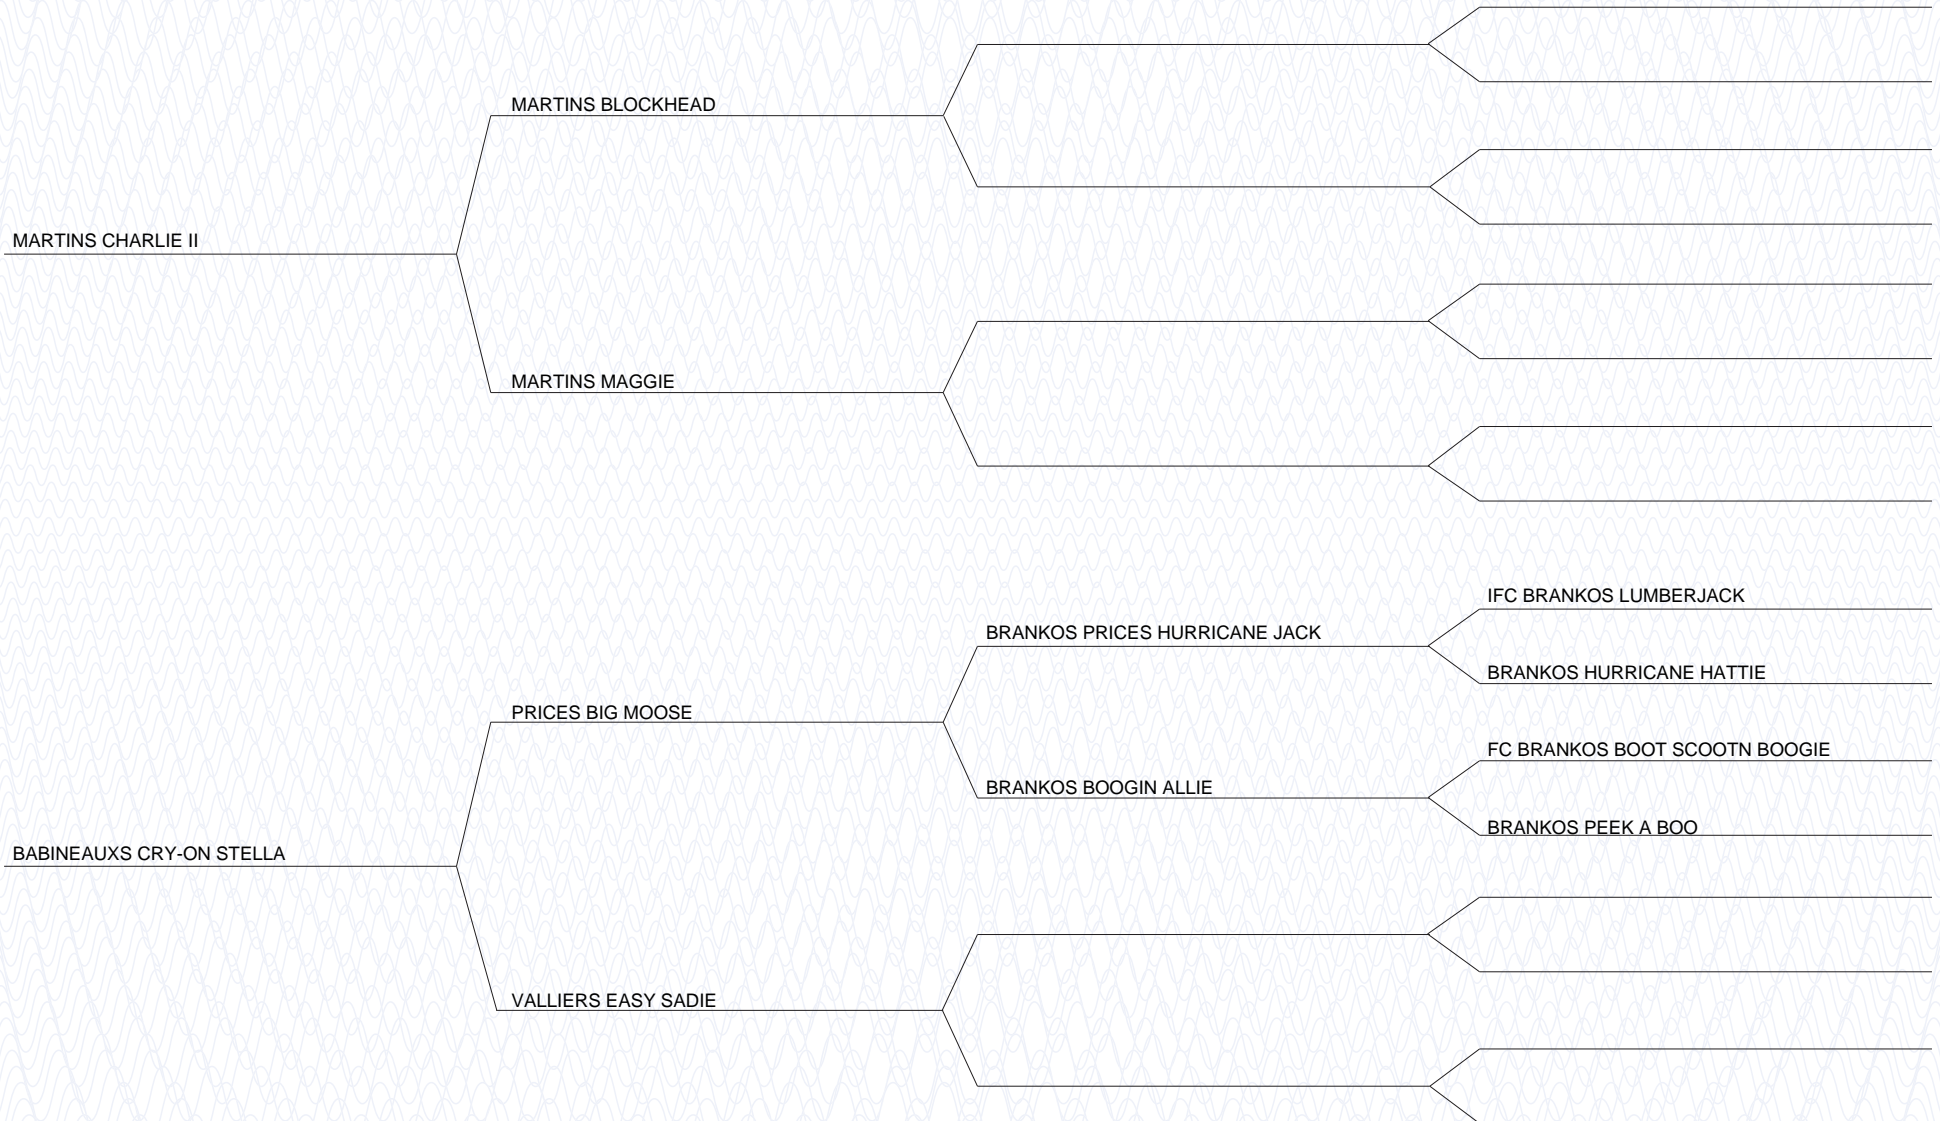 MARTINS BLOCKHEAD
MARTINS CHARLIE II
MARTINS MAGGIE
IFC BRANKOS LUMBERJACK
BRANKOS PRICES HURRICANE JACK
BRANKOS HURRICANE HATTIE
PRICES BIG MOOSE
FC BRANKOS BOOT SCOOTN BOOGIE
BRANKOS BOOGIN ALLIE
BRANKOS PEEK A BOO
BABINEAUXS CRY-ON STELLA
VALLIERS EASY SADIE